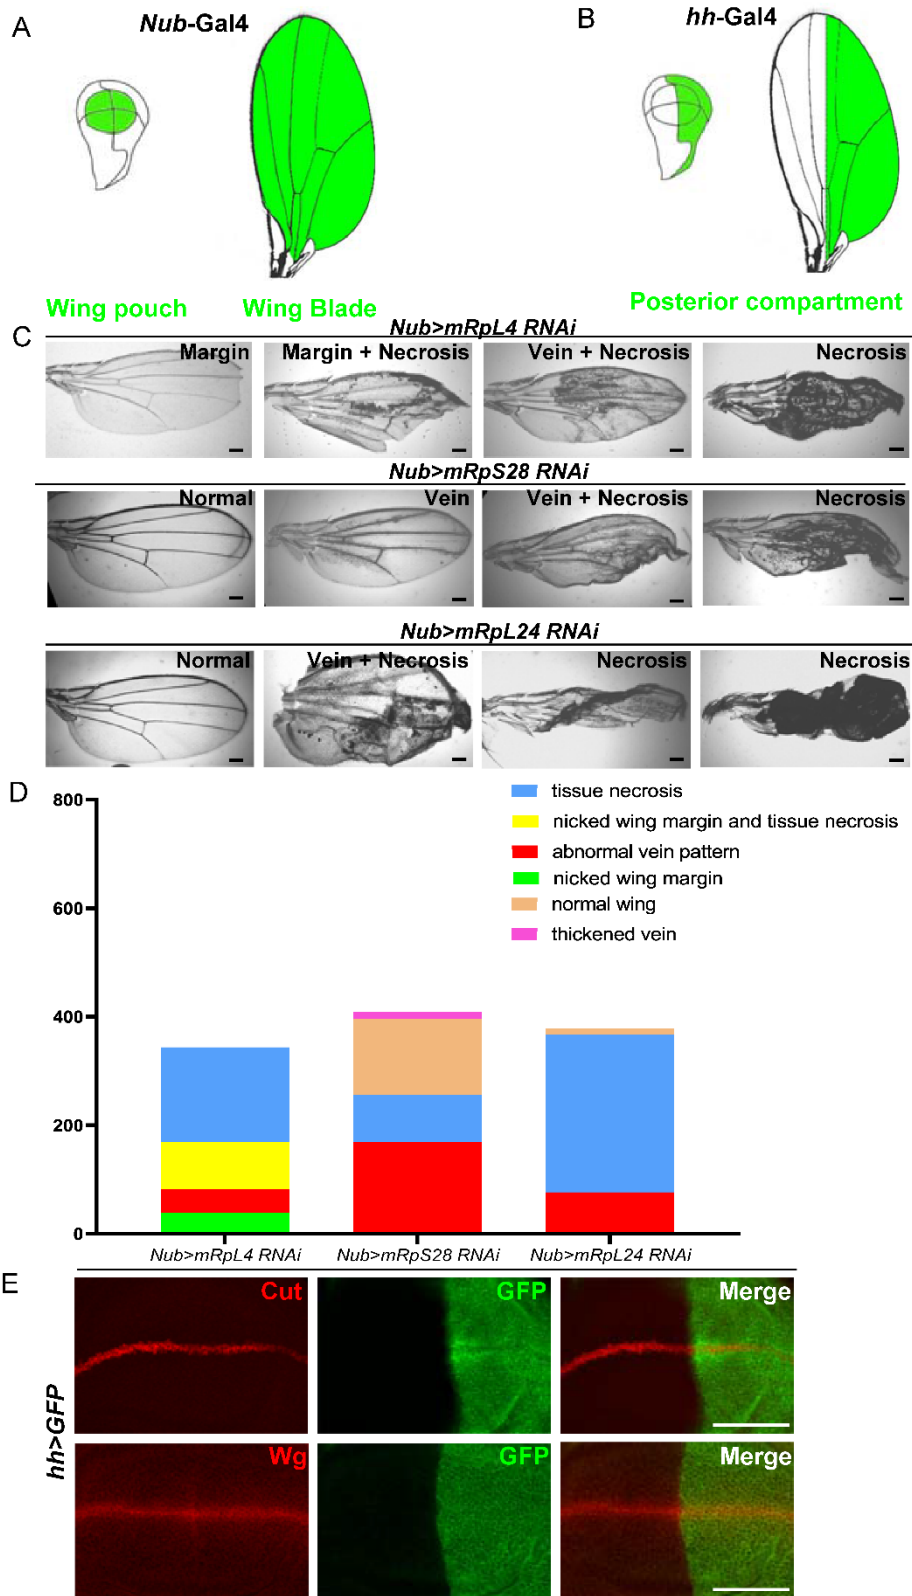 A
Nub-Gal4
B
hh-Gal4
Wing pouch
Wing Blade
Posterior compartment
C
Nub>mRpL4 RNAi
Margin
Margin + Necrosis
Vein + Necrosis
Necrosis
Nub>mRpS28 RNAi
Normal
Vein
Vein + Necrosis
Necrosis
Nub>mRpL24 RNAi
Normal
Vein + Necrosis
Necrosis
Necrosis
D
800
600
400
200
0
tissue necrosis
nicked wing margin and tissue necrosis
abnormal vein pattern
nicked wing margin
normal wing
thickened vein
Nub>mRpL4 RNAi
Nub>mRpS28 RNAi
Nub>mRpL24 RNAi
E
hh>GFP
Cut
GFP
Merge
Wg
GFP
Merge